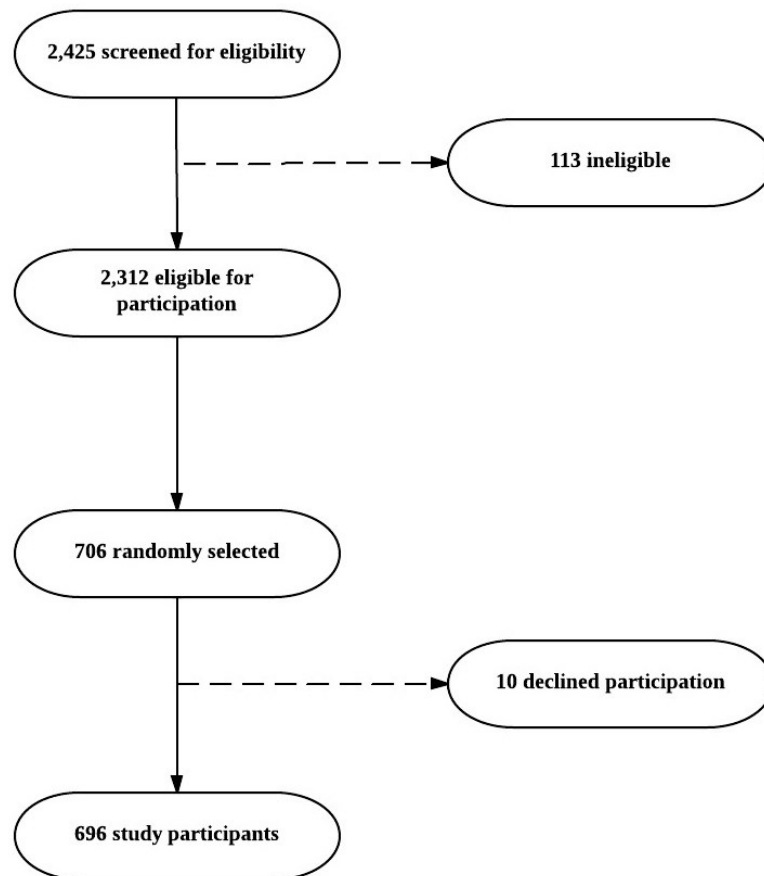 2,425 screened for eligibility
113 ineligible
2,312 eligible for
participation
706 randomly selected
10 declined participation
696 study participants